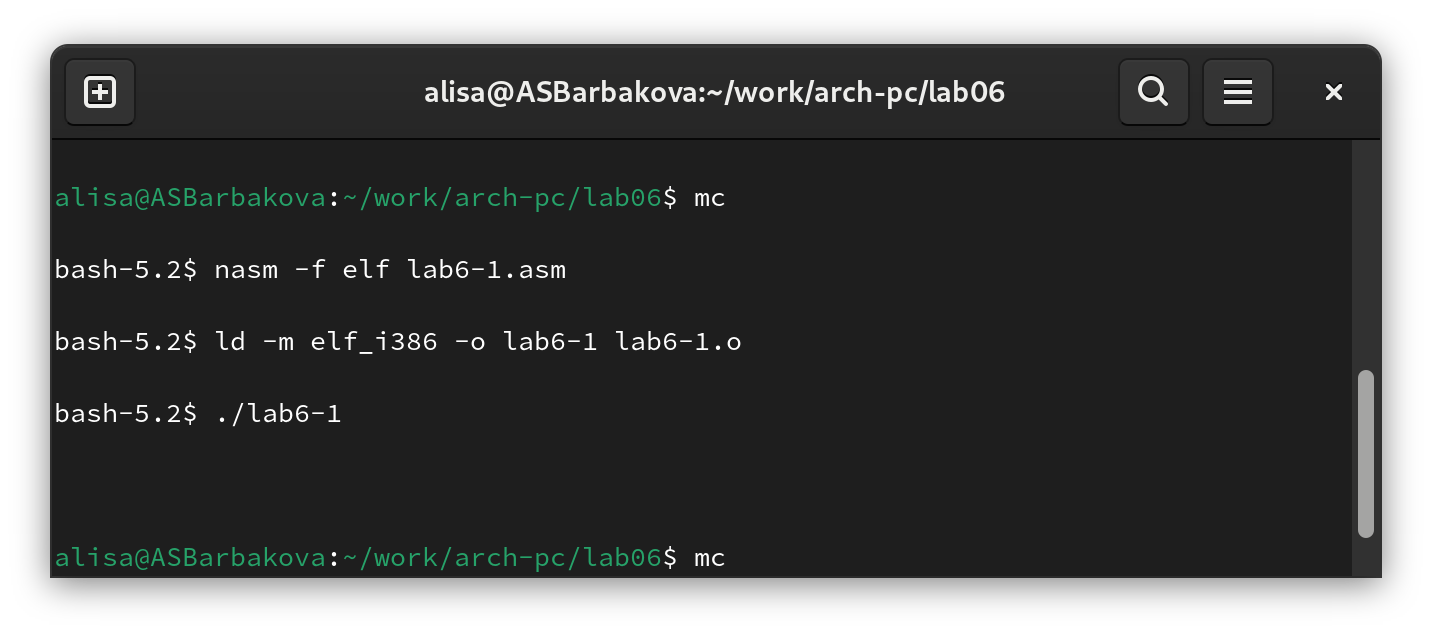 alisa@ASBarbakova:~/work/arch-pc/lab06
alisa@ASBarbakova:~/work/arch-pc/lab06$ mc
bash-5.2$ nasm -f elf lab6-1.asm
bash-5.2$ ld -m elf_i386 -o lab6-1 lab6-1.o
bash-5.2$ ./lab6-1
alisa@ASBarbakova:~/work/arch-pc/lab06$ mc